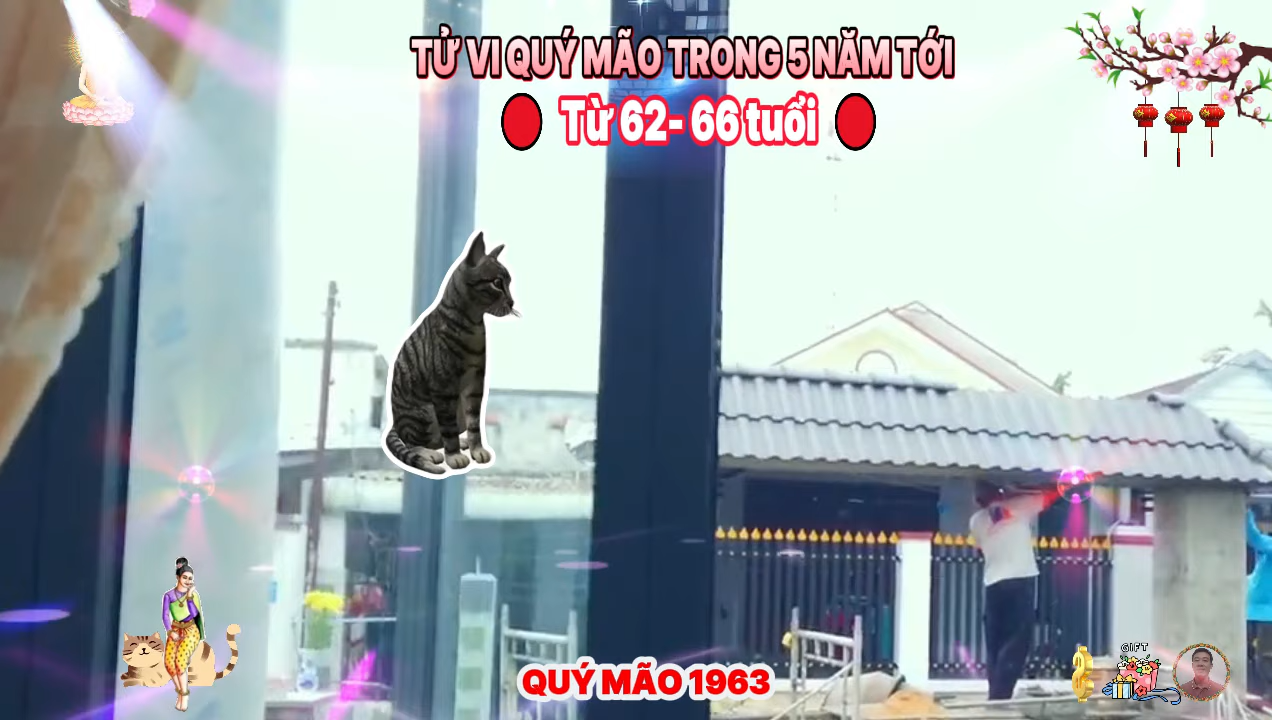 TỬ VI QUÝ MÃO TRONG 5 NĂM TỚI
Từ 62- 66 tuổi
QUÝ MÃO 1963
GIFT